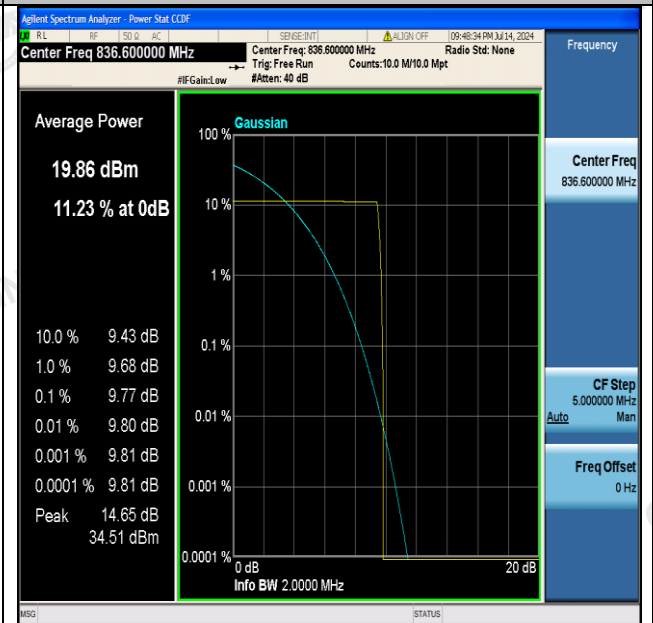 Agilent Spectrum Analyzer - Power Stat CCDF
RL RF 50 Ω AC SENSE:INT ALIGN OFF 09:48:34 PM Jul 14, 2024
Center Freq 836.600000 MHz
Center Freq: 836.600000 MHz Radio Std: None
Trig: Free Run Counts:10.0 M/10.0 Mpt
#IFGain:Low #Atten: 40 dB
Average Power
19.86 dBm
11.23 % at 0dB
10.0 % 9.43 dB
1.0 % 9.68 dB
0.1 % 9.77 dB
0.01 % 9.80 dB
0.001 % 9.81 dB
0.0001 % 9.81 dB
Peak 14.65 dB
34.51 dBm
Gaussian
100 %
10 %
1 %
0.1 %
0.01 %
0.001 %
0.0001 %
0 dB 20 dB
Info BW 2.0000 MHz
Frequency
Center Freq
836.600000 MHz
CF Step
5.000000 MHz
Auto Man
Freq Offset
0 Hz
MSG STATUS